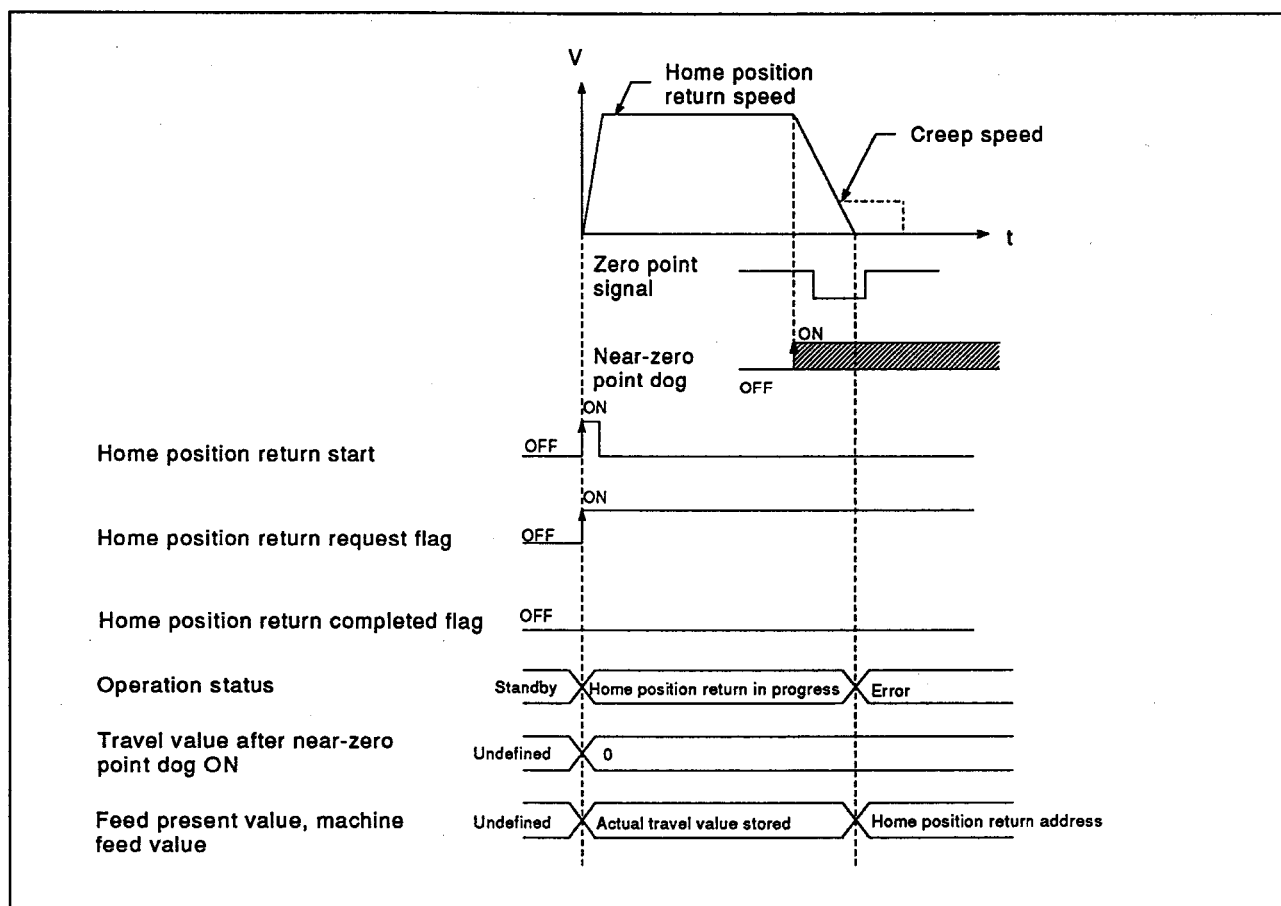 V
Home position
return speed
Creep speed
t
Zero point
signal
ON
Near-zero
point dog
OFF
ON
Home position return start
OFF
ON
Home position return request flag
OFF
Home position return completed flag
OFF
Operation status
Standby
Home position return in progress
Error
Travel value after near-zero
point dog ON
Undefined
0
Feed present value, machine
feed value
Undefined
Actual travel value stored
Home position return address